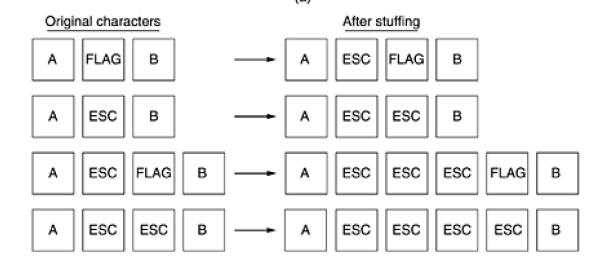 Original characters After stuffing
A FLAG B A ESC FLAG B
A ESC B A ESC ESC B
A ESC FLAG B A ESC ESC ESC FLAG B
A ESC ESC B A ESC ESC ESC ESC B